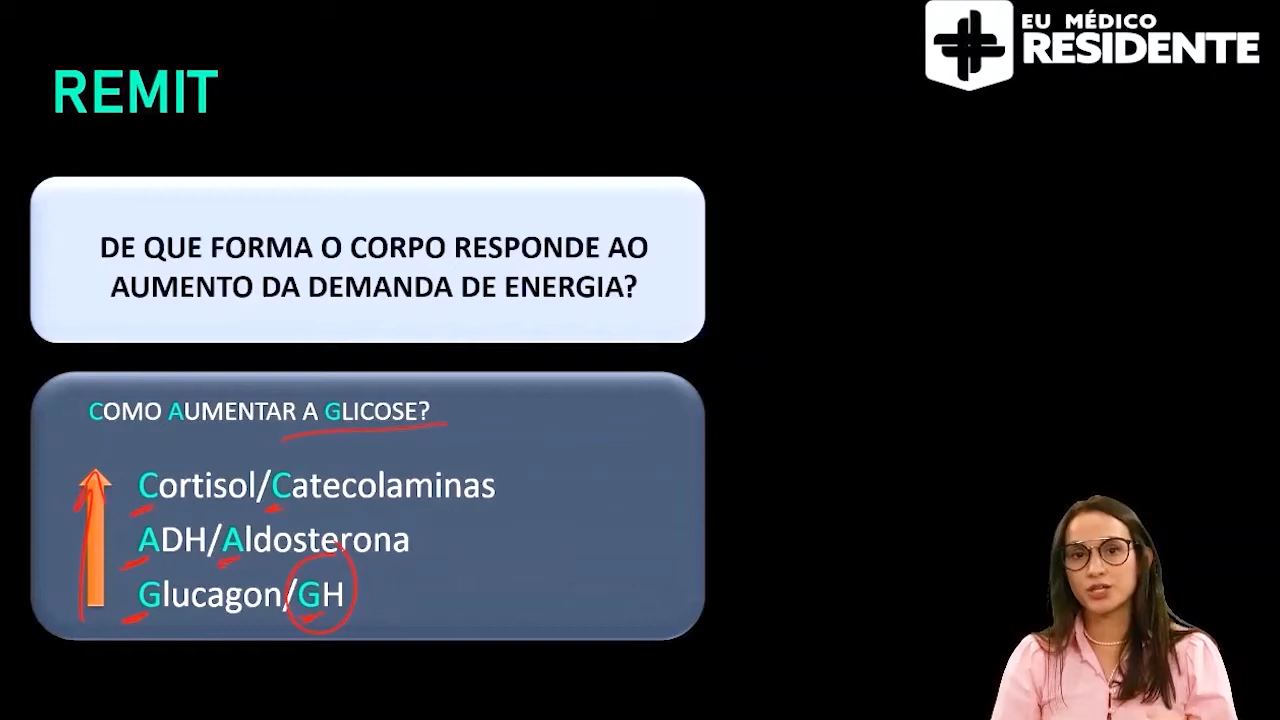 EU MÉDICO
RESIDENTE
REMIT
DE QUE FORMA O CORPO RESPONDE AO
AUMENTO DA DEMANDA DE ENERGIA?
COMO AUMENTAR A GLICOSE?
Cortisol/Catecolaminas
ADH/Aldosterona
Glucagon/GH